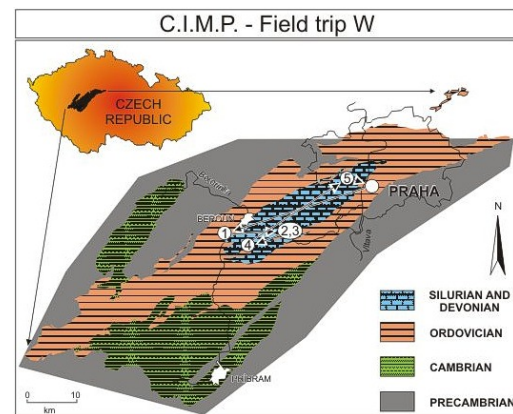 C.I.M.P. - Field trip W
CZECH
REPUBLIC
Berounka
BEROUN
PRAHA
Vltava
PŘÍBRAM
1
2,3
4
5
N
SILURIAN AND
DEVONIAN
ORDOVICIAN
CAMBRIAN
PRECAMBRIAN
0 10
km